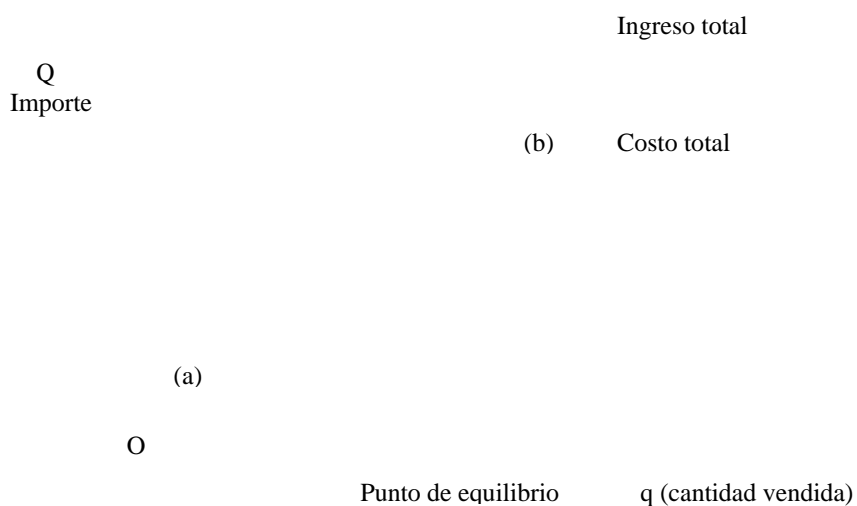 Ingreso total
Q
Importe
(b) Costo total
(a)
O
Punto de equilibrio q (cantidad vendida)